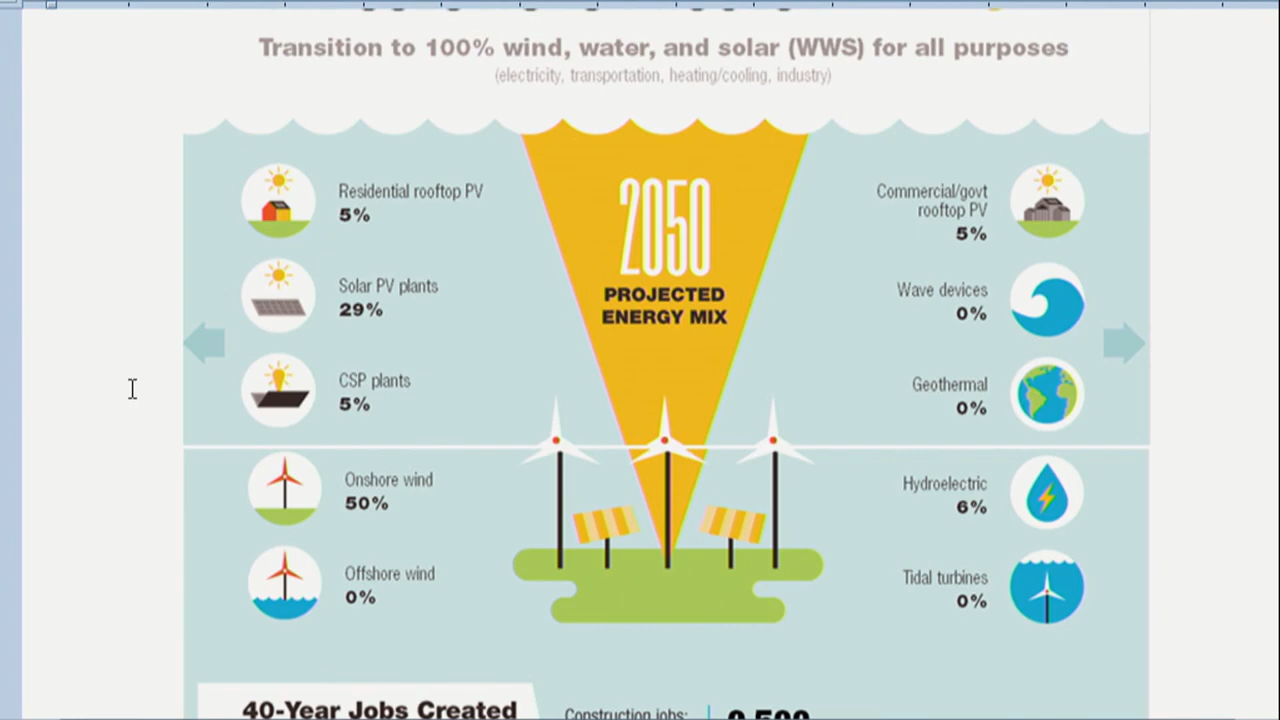 Transition to 100% wind, water, and solar (WWS) for all purposes
(electricity, transportation, heating/cooling, industry)
2050
PROJECTED
ENERGY MIX
Residential rooftop PV
5%
Solar PV plants
29%
CSP plants
5%
Onshore wind
50%
Offshore wind
0%
Commercial/govt
rooftop PV
5%
Wave devices
0%
Geothermal
0%
Hydroelectric
6%
Tidal turbines
0%
40-Year Jobs Created
Construction jobs: